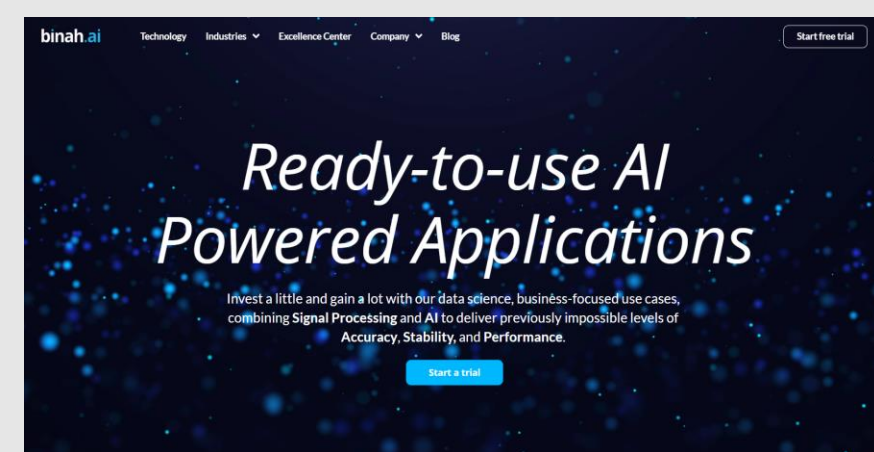 binah.ai Technology Industries Excellence Center Company Blog Start free trial
Ready-to-use AI
Powered Applications
Invest a little and gain a lot with our data science, business-focused use cases,
combining Signal Processing and AI to deliver previously impossible levels of
Accuracy, Stability, and Performance.
Start a trial